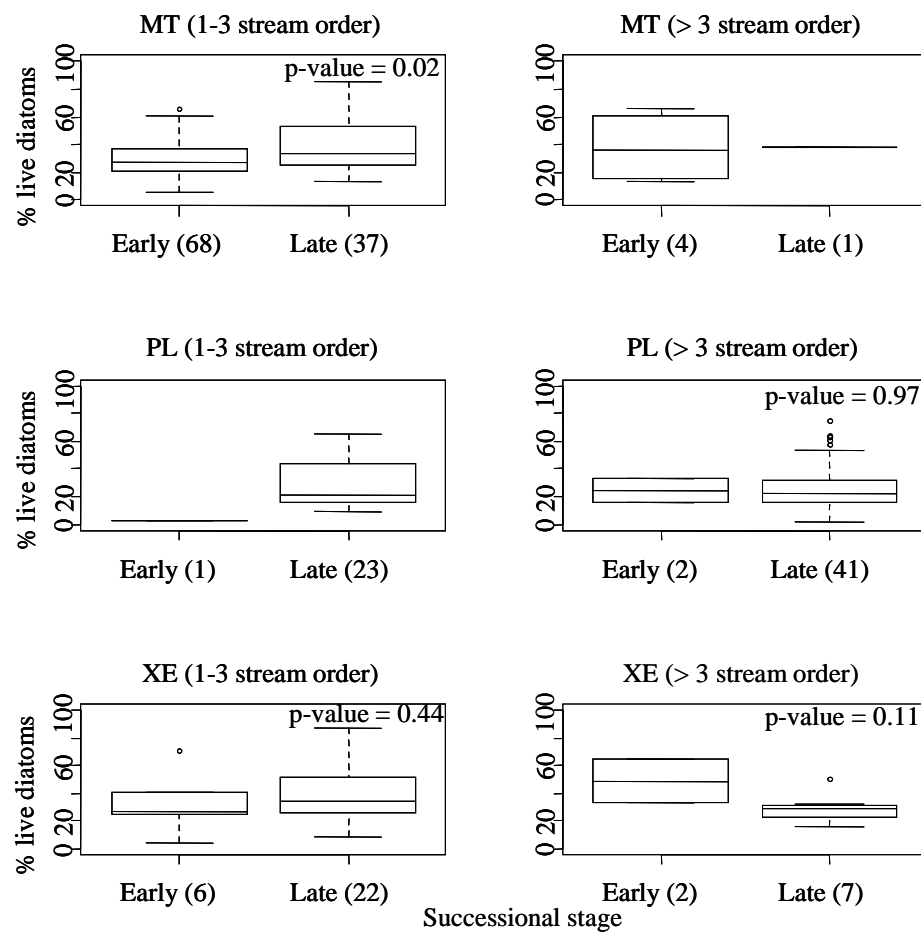 MT (1-3 stream order)
MT (> 3 stream order)
% live diatoms
100
60
20
0
p-value = 0.02
Early (68)
Late (37)
100
60
20
0
Early (4)
Late (1)
PL (1-3 stream order)
PL (> 3 stream order)
% live diatoms
100
60
20
0
Early (1)
Late (23)
100
60
20
0
p-value = 0.97
Early (2)
Late (41)
XE (1-3 stream order)
XE (> 3 stream order)
% live diatoms
100
60
20
0
p-value = 0.44
Early (6)
Late (22)
100
60
20
0
p-value = 0.11
Early (2)
Late (7)
Successional stage